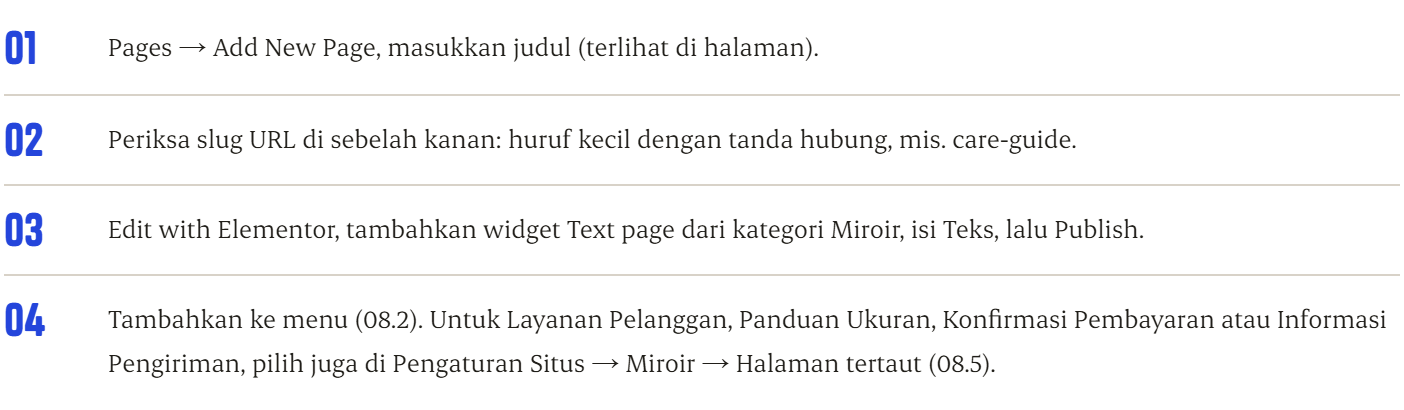 01 Pages → Add New Page, masukkan judul (terlihat di halaman).
02 Periksa slug URL di sebelah kanan: huruf kecil dengan tanda hubung, mis. care-guide.
03 Edit with Elementor, tambahkan widget Text page dari kategori Miroir, isi Teks, lalu Publish.
04 Tambahkan ke menu (08.2). Untuk Layanan Pelanggan, Panduan Ukuran, Konfirmasi Pembayaran atau Informasi
Pengiriman, pilih juga di Pengaturan Situs → Miroir → Halaman tertaut (08.5).